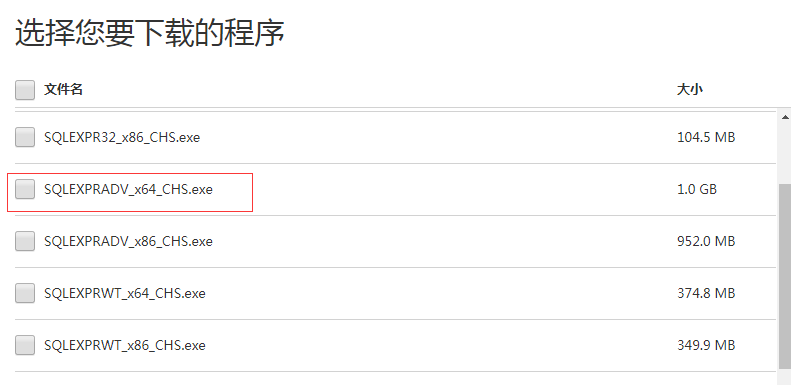 选择您要下载的程序
文件名 大小
SQLEXPR32_x86_CHS.exe 104.5 MB
SQLEXPRADV_x64_CHS.exe 1.0 GB
SQLEXPRADV_x86_CHS.exe 952.0 MB
SQLEXPRWT_x64_CHS.exe 374.8 MB
SQLEXPRWT_x86_CHS.exe 349.9 MB